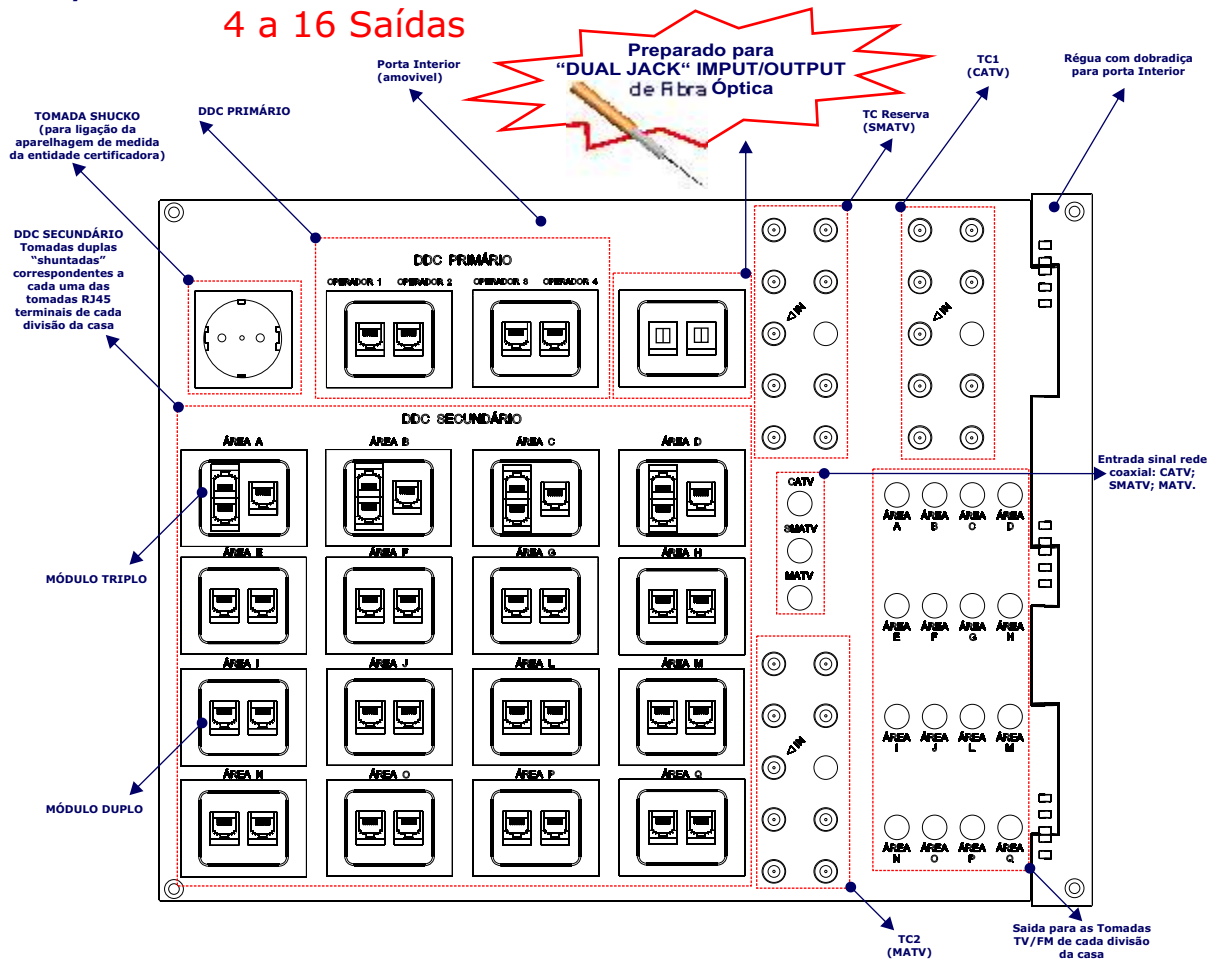 4 a 16 Saídas
Preparado para
“DUAL JACK“ IMPUT/OUTPUT
de Fibra Óptica
Porta Interior
(amovivel)
TC1
(CATV)
Régua com dobradiça
para porta Interior
TOMADA SHUCKO
(para ligação da
aparelhagem de medida
da entidade certificadora)
DDC PRIMÁRIO
TC Reserva
(SMATV)
DDC SECUNDÁRIO
Tomadas duplas
“shuntadas”
correspondentes a
cada uma das
tomadas RJ45
terminais de cada
divisão da casa
DDC PRIMÁRIO
OPERADOR 1 OPERADOR 2 OPERADOR 3 OPERADOR 4
IN
IN
DDC SECUNDÁRIO
ÁREA A ÁREA B ÁREA C ÁREA D
ÁREA E ÁREA F ÁREA G ÁREA H
ÁREA I ÁREA J ÁREA L ÁREA M
ÁREA N ÁREA O ÁREA P ÁREA Q
MÓDULO TRIPLO
MÓDULO DUPLO
CATV
SMATV
MATV
Entrada sinal rede
coaxial: CATV;
SMATV; MATV.
ÁREA ÁREA ÁREA ÁREA
A B C D
ÁREA ÁREA ÁREA ÁREA
E F G H
ÁREA ÁREA ÁREA ÁREA
I J L M
ÁREA ÁREA ÁREA ÁREA
N O P Q
IN
TC2
(MATV)
Saida para as Tomadas
TV/FM de cada divisão
da casa